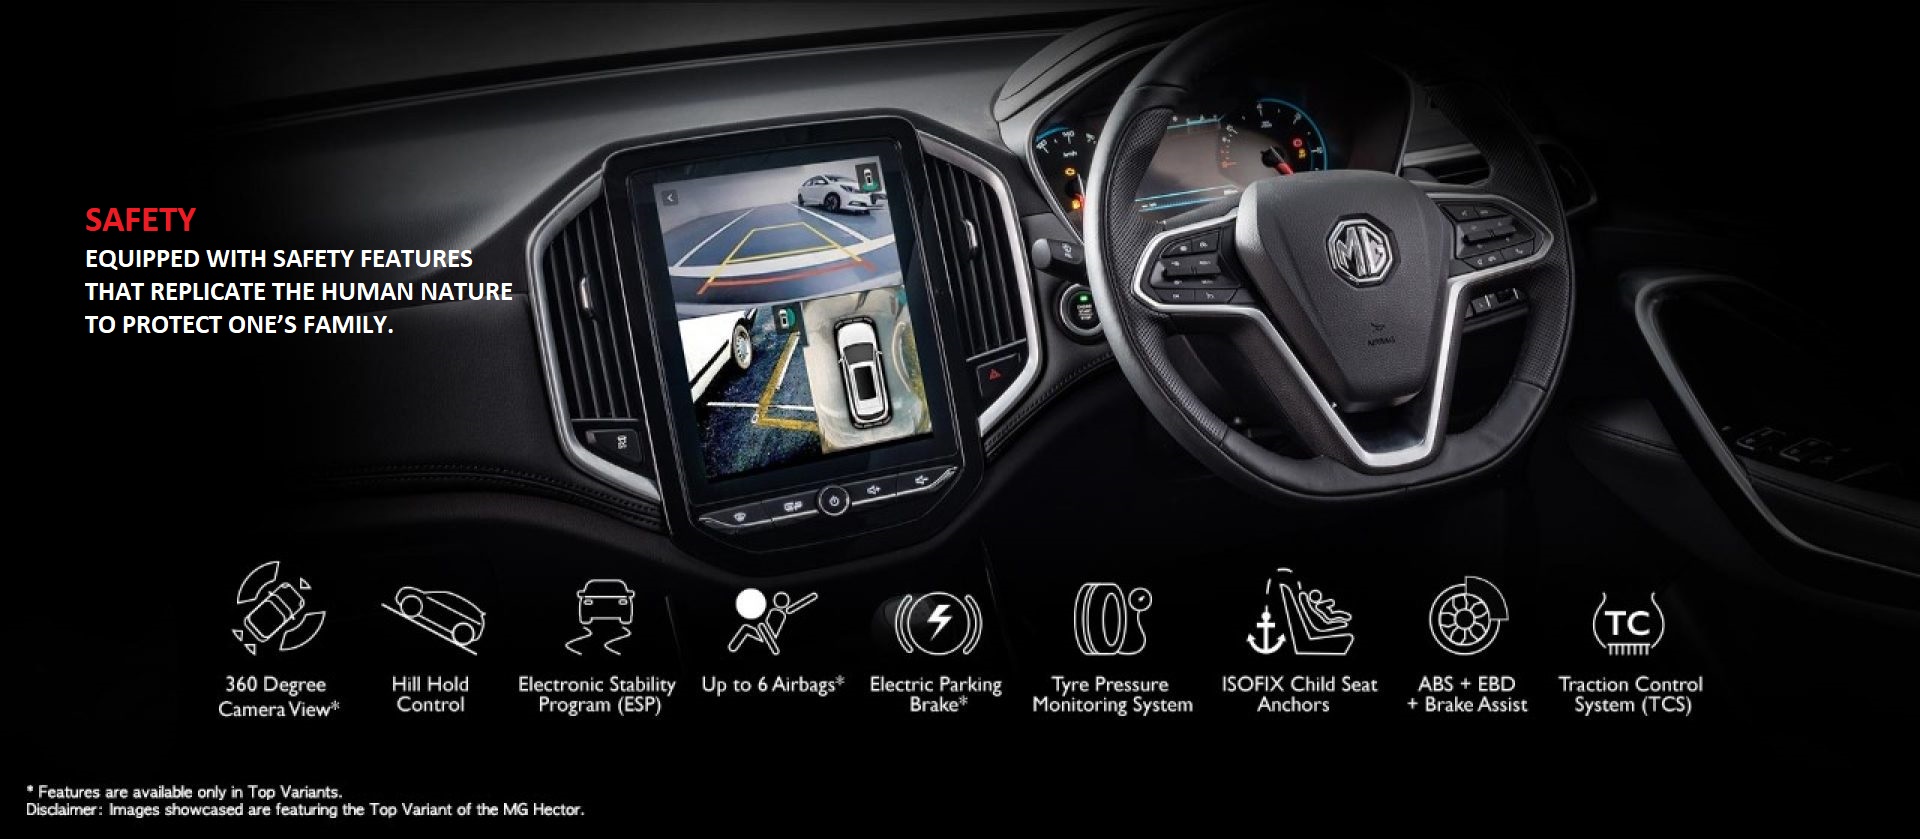 SAFETY
EQUIPPED WITH SAFETY FEATURES
THAT REPLICATE THE HUMAN NATURE
TO PROTECT ONE'S FAMILY.
MG
AIRBAG
km/h
TC
360 Degree
Camera View*
Hill Hold
Control
Electronic Stability
Program (ESP)
Up to 6 Airbags*
Electric Parking
Brake*
Tyre Pressure
Monitoring System
ISOFIX Child Seat
Anchors
ABS + EBD
+ Brake Assist
Traction Control
System (TCS)
* Features are available only in Top Variants.
Disclaimer: Images showcased are featuring the Top Variant of the MG Hector.